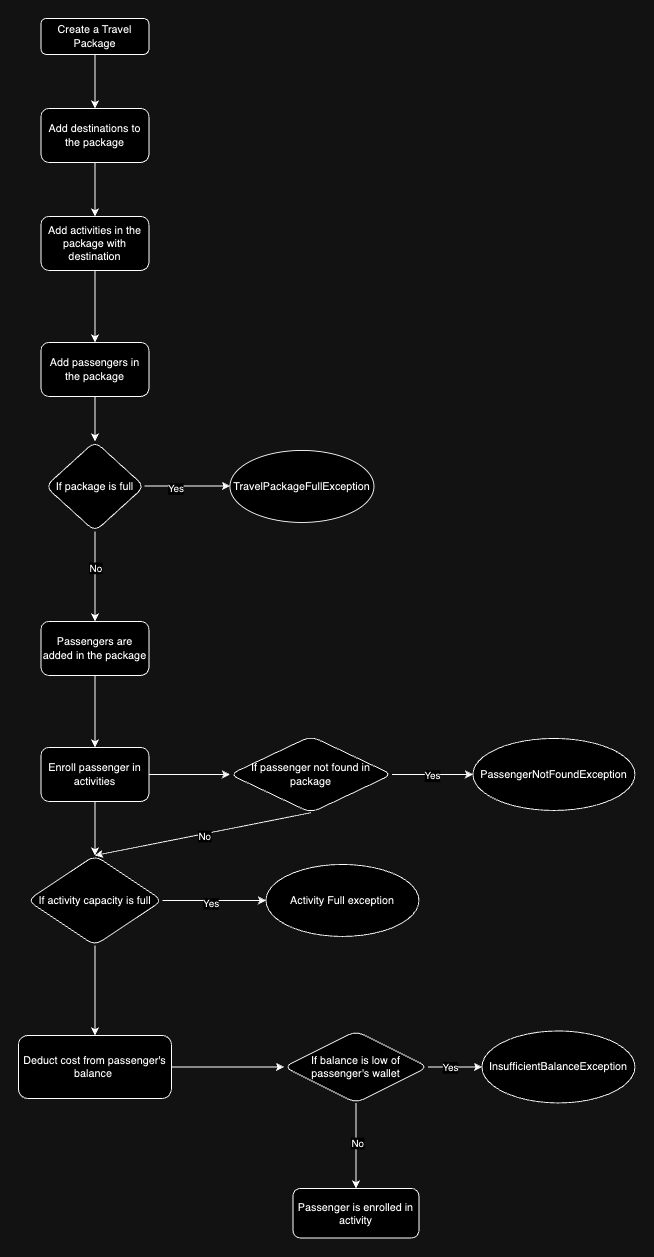 Create a Travel
Package
Add destinations to
the package
Add activities in the
package with
destination
Add passengers in
the package
If package is full
Yes
TravelPackageFullException
No
Passengers are
added in the package
Enroll passenger in
activities
If passenger not found in
package
Yes
PassengerNotFoundException
No
If activity capacity is full
Yes
Activity Full exception
Deduct cost from passenger's
balance
If balance is low of
passenger's wallet
Yes
InsufficientBalanceException
No
Passenger is enrolled in
activity